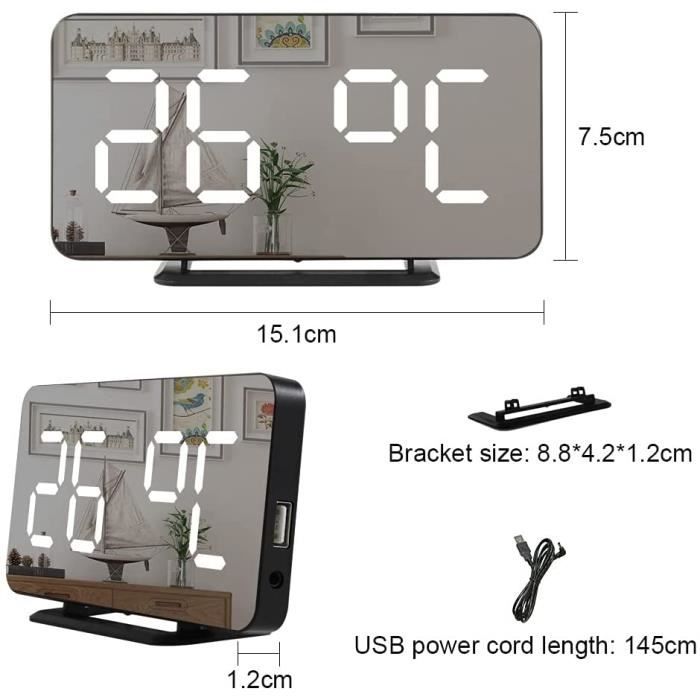 26 °C
7.5cm
15.1cm
26 °C
Bracket size: 8.8*4.2*1.2cm
USB power cord length: 145cm
1.2cm